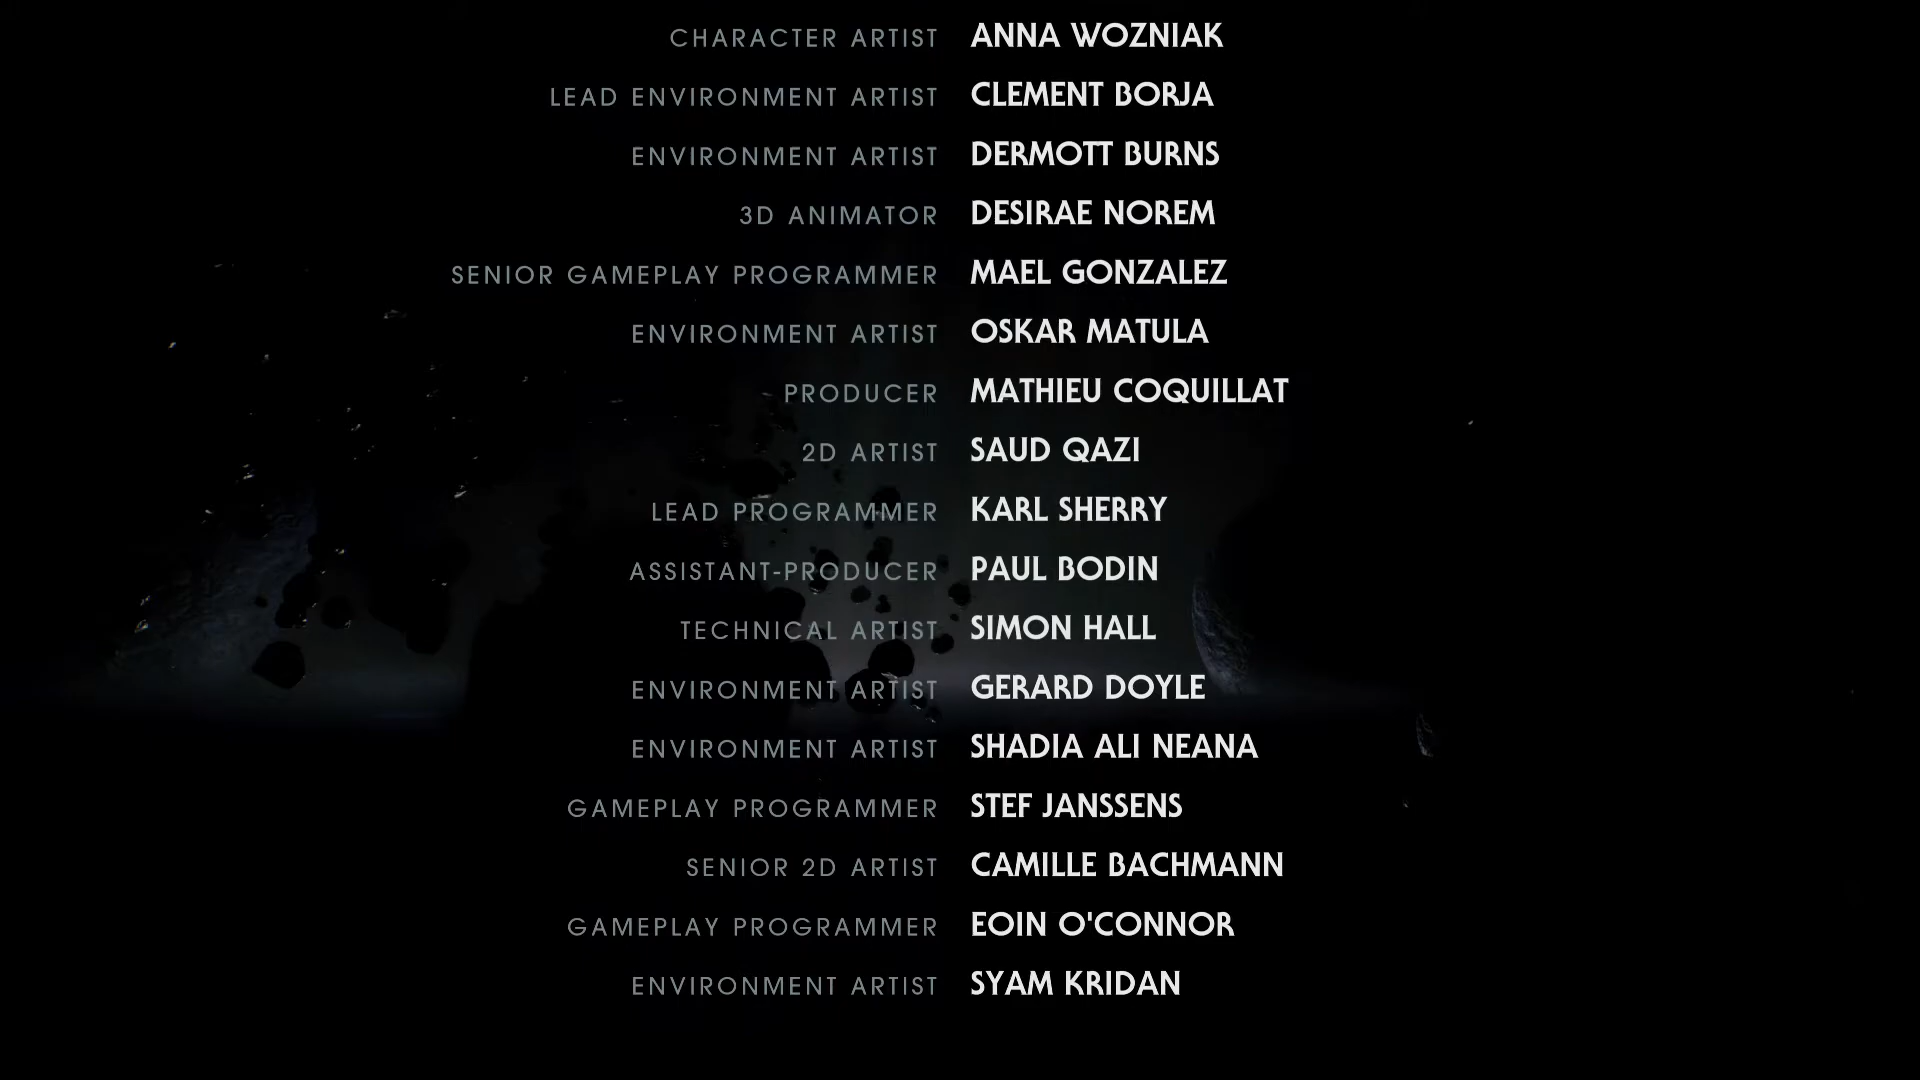 CHARACTER ARTIST ANNA WOZNIAK
LEAD ENVIRONMENT ARTIST CLEMENT BORJA
ENVIRONMENT ARTIST DERMOTT BURNS
3D ANIMATOR DESIRAE NOREM
SENIOR GAMEPLAY PROGRAMMER MAEL GONZALEZ
ENVIRONMENT ARTIST OSKAR MATULA
PRODUCER MATHIEU COQUILLAT
2D ARTIST SAUD QAZI
LEAD PROGRAMMER KARL SHERRY
ASSISTANT-PRODUCER PAUL BODIN
TECHNICAL ARTIST SIMON HALL
ENVIRONMENT ARTIST GERARD DOYLE
ENVIRONMENT ARTIST SHADIA ALI NEANA
GAMEPLAY PROGRAMMER STEF JANSSENS
SENIOR 2D ARTIST CAMILLE BACHMANN
GAMEPLAY PROGRAMMER EOIN O'CONNOR
ENVIRONMENT ARTIST SYAM KRIDAN